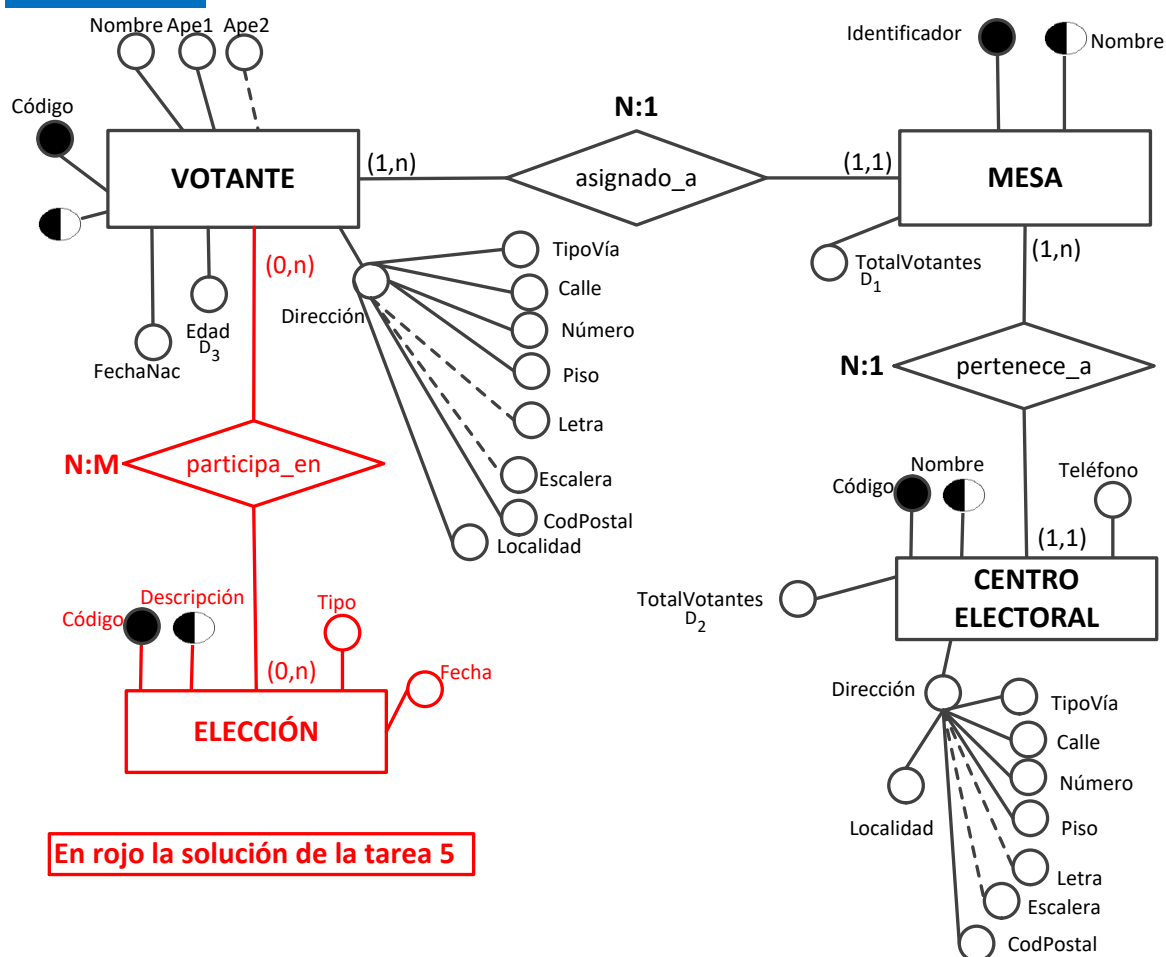 Nombre Ape1 Ape2
Código
VOTANTE
(1,n)
N:1
asignado_a
(1,1)
Identificador
Nombre
MESA
TotalVotantes
D1
(1,n)
(0,n)
Edad
D3
FechaNac
Dirección
TipoVía
Calle
Número
Piso
Letra
Escalera
CodPostal
Localidad
N:1
pertenece_a
N:M
participa_en
Código
Nombre
Teléfono
(1,1)
CENTRO
ELECTORAL
TotalVotantes
D2
Código
Descripción
Tipo
(0,n)
Fecha
ELECCIÓN
Dirección
TipoVía
Calle
Número
Piso
Letra
Escalera
CodPostal
Localidad
En rojo la solución de la tarea 5